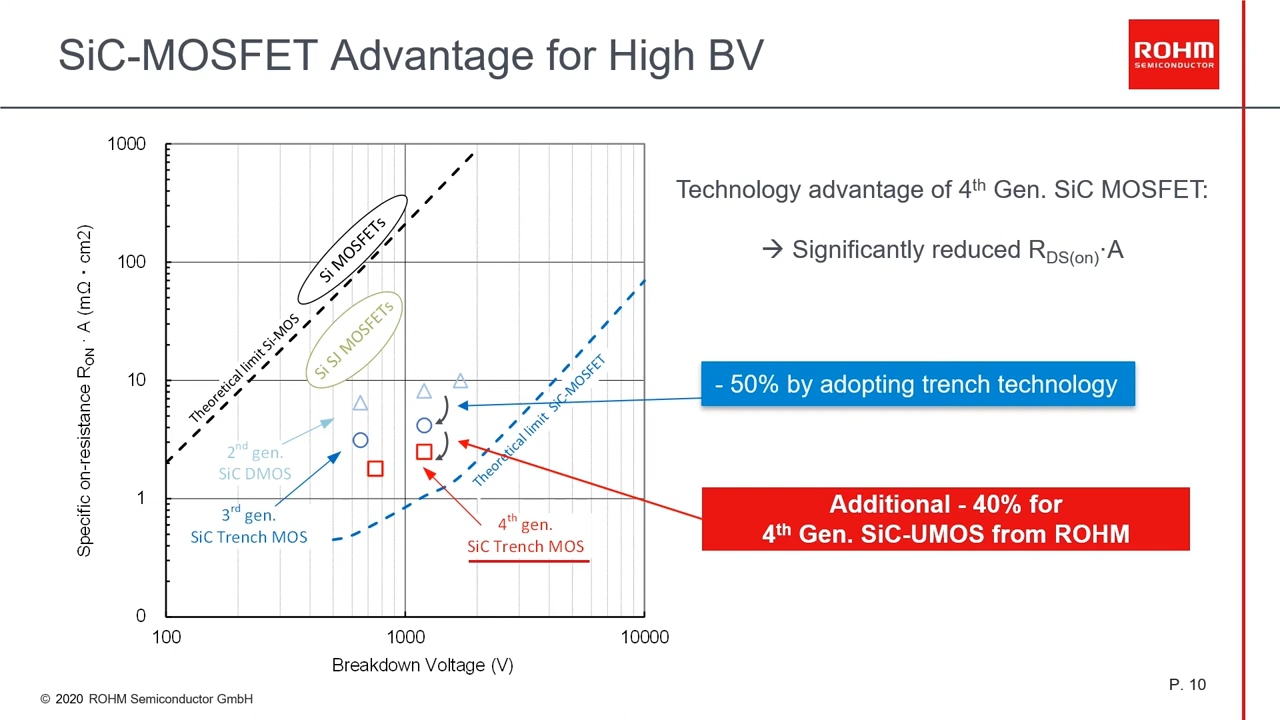 SiC-MOSFET Advantage for High BV
ROHM
SEMICONDUCTOR
1000
100
10
1
0
100
1000
10000
Specific on-resistance RON · A (mΩ · cm2)
Breakdown Voltage (V)
Si MOSFETs
Si SJ MOSFETs
Theoretical limit Si-MOS
Theoretical limit SiC-MOSFET
2nd gen.
SiC DMOS
3rd gen.
SiC Trench MOS
4th gen.
SiC Trench MOS
Technology advantage of 4th Gen. SiC MOSFET:
→ Significantly reduced RDS(on)·A
- 50% by adopting trench technology
Additional - 40% for
4th Gen. SiC-UMOS from ROHM
© 2020 ROHM Semiconductor GmbH
P. 10